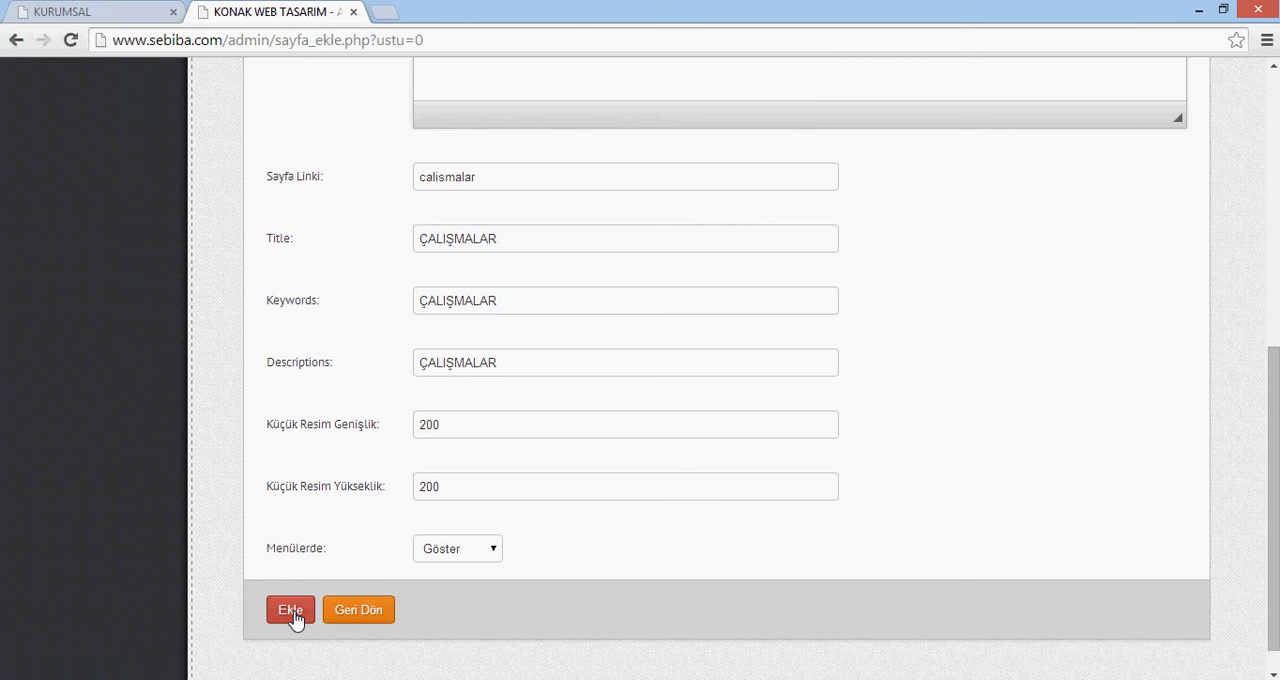 KURUMSAL
KONAK WEB TASARIM - A
www.sebiba.com/admin/sayfa_ekle.php?ustu=0
Sayfa Linki: calismalar
Title: ÇALIŞMALAR
Keywords: ÇALIŞMALAR
Descriptions: ÇALIŞMALAR
Küçük Resim Genişlik: 200
Küçük Resim Yükseklik: 200
Menülerde: Göster
Ekle Geri Dön